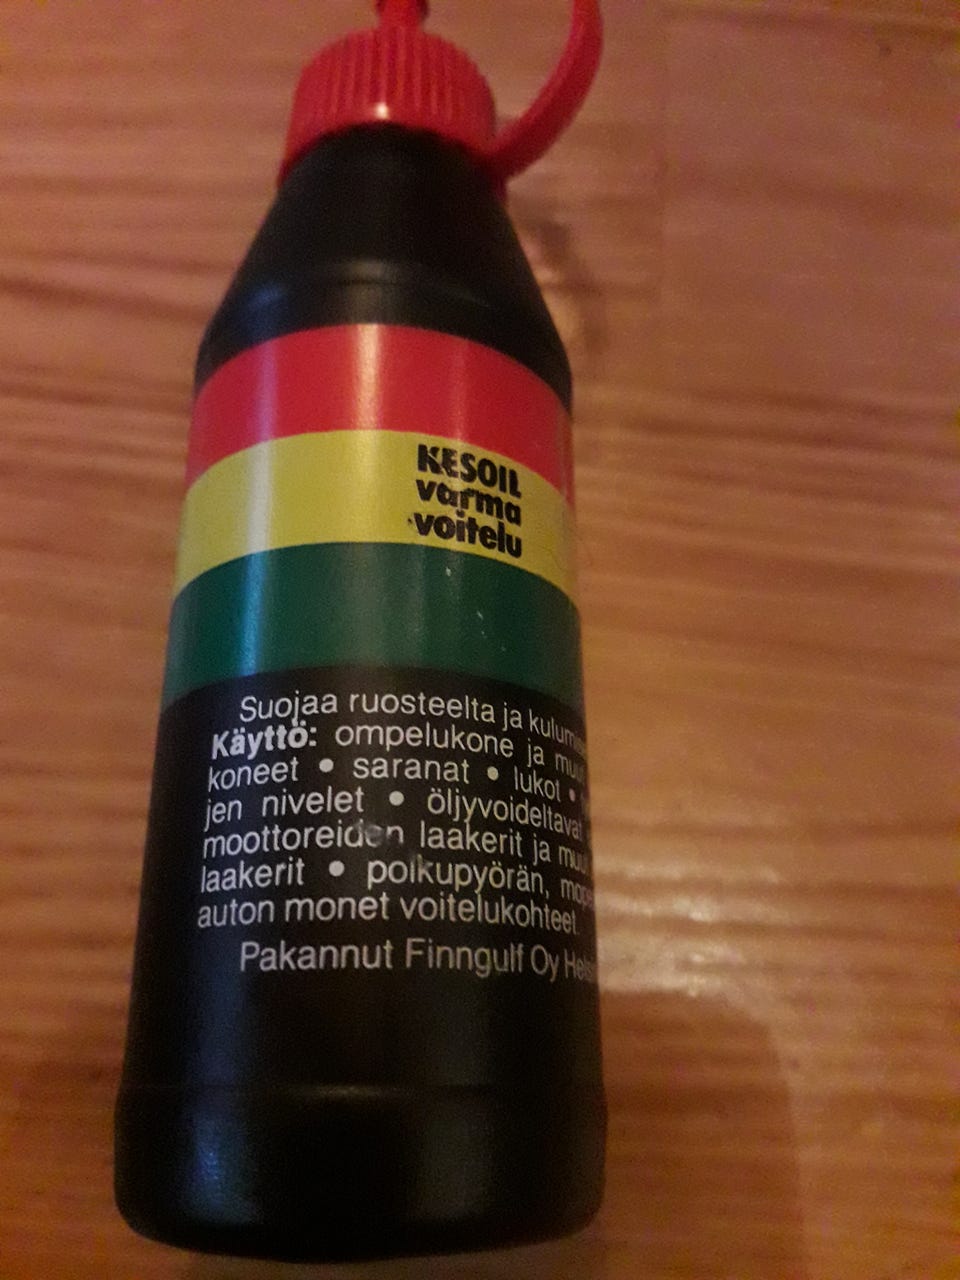 KESOIL
varma
voitelu
Suojaa ruosteelta ja
Käyttö: ompelukone ja
koneet • saranat • lukot •
jen nivelet • öljyvoideltavat
moottoreiden laakerit ja
laakerit • polkupyörän,
auton monet voitelukohteet.
Pakannut Finngulf Oy